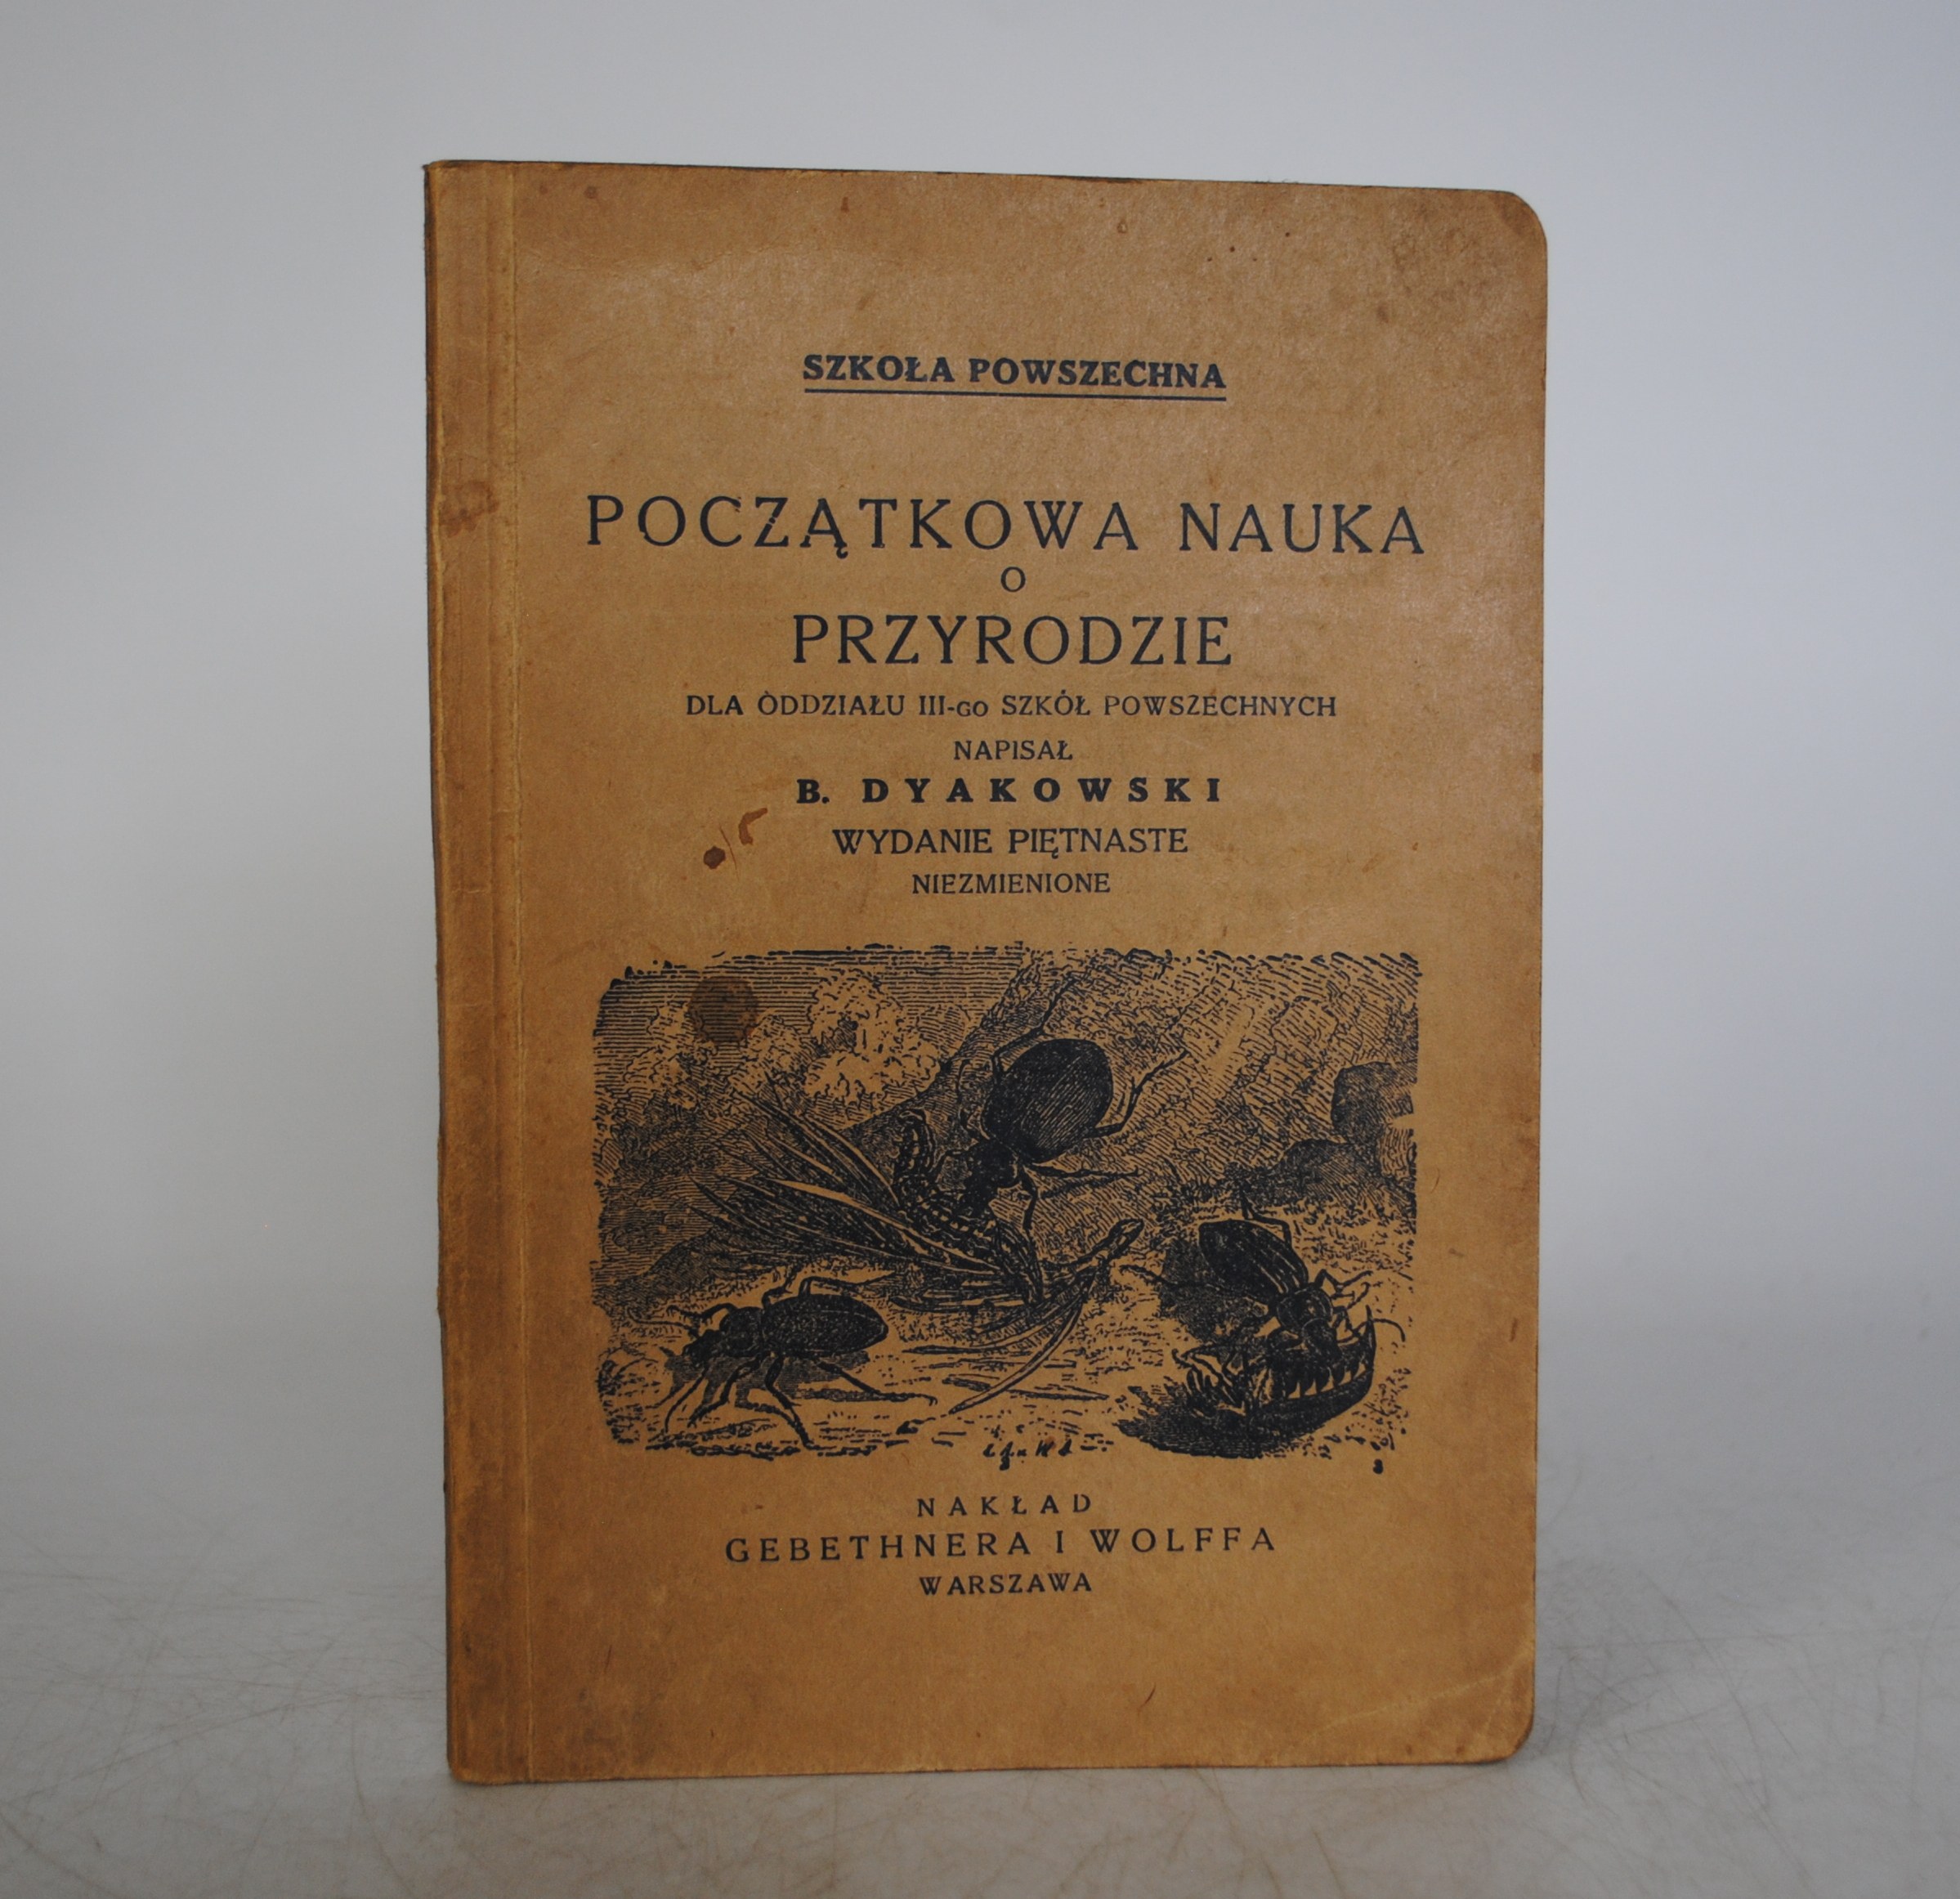 SZKOŁA POWSZECHNA
POCZĄTKOWA NAUKA
O
PRZYRODZIE
DLA ODDZIAŁU III-GO SZKÓŁ POWSZECHNYCH
NAPISAŁ
B. DYAKOWSKI
WYDANIE PIĘTNASTE
NIEZMIENIONE
NAKŁAD
GEBETHNERA I WOLFFA
WARSZAWA